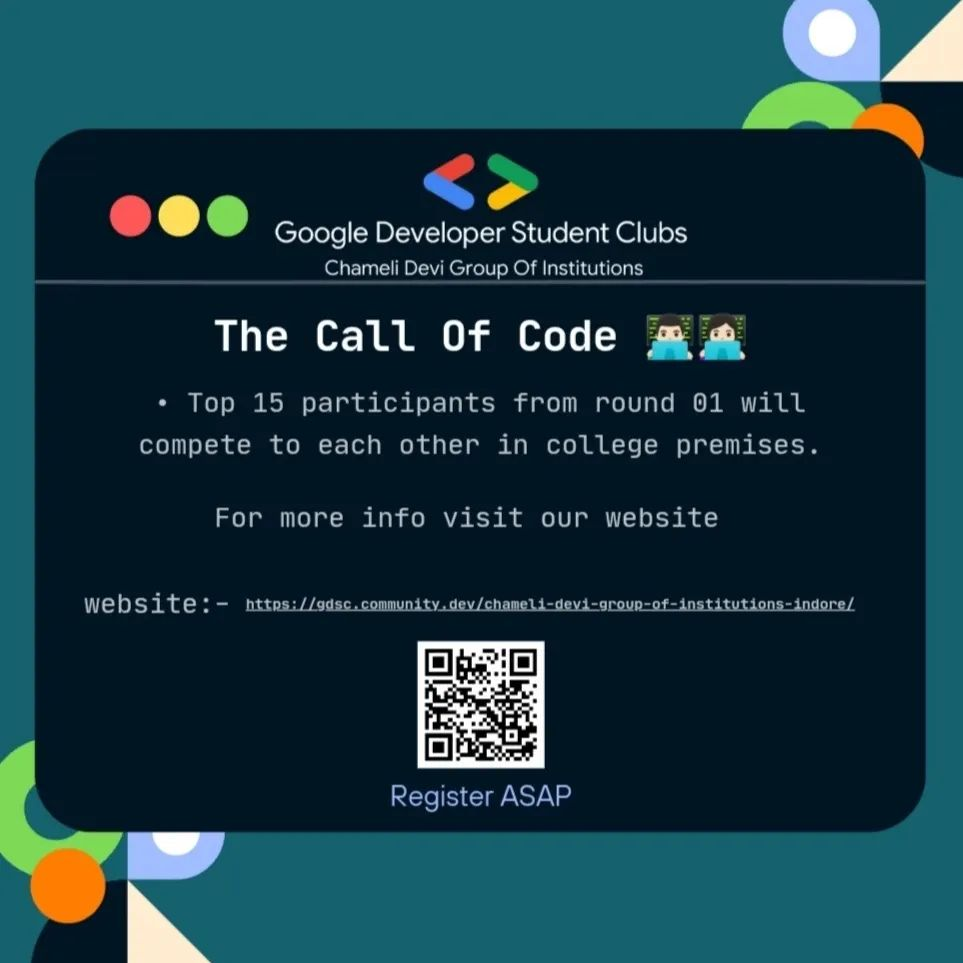 Google Developer Student Clubs
Chameli Devi Group Of Institutions
The Call Of Code 👨🏻‍💻👩🏻‍💻
• Top 15 participants from round 01 will
compete to each other in college premises.
For more info visit our website
website:- https://gdsc.community.dev/chameli-devi-group-of-institutions-indore/
Register ASAP